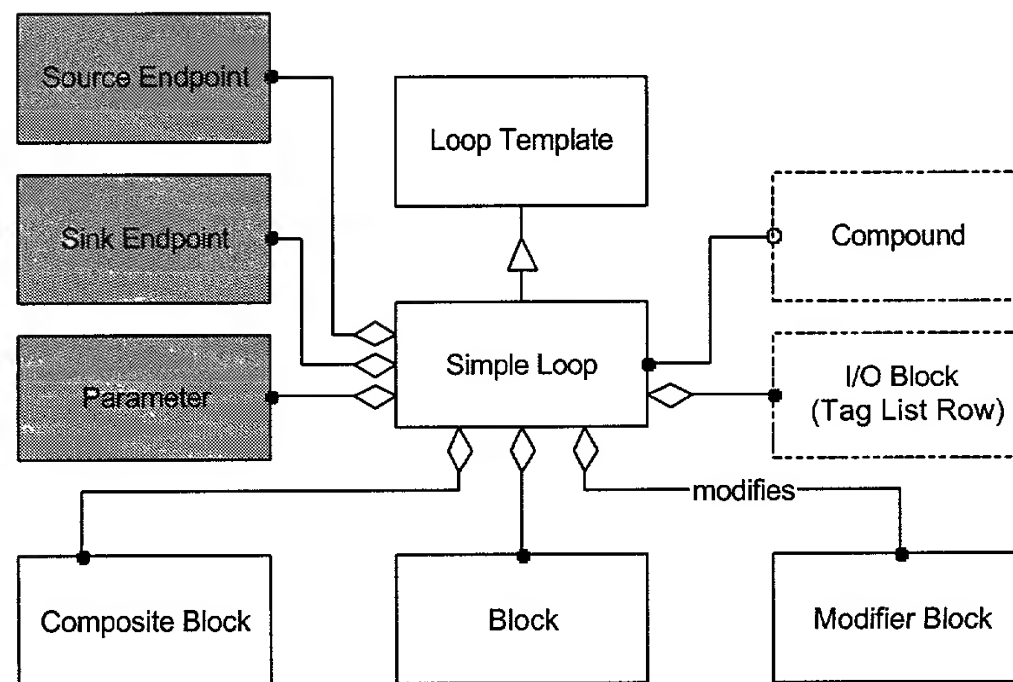 Source Endpoint
Loop Template
Sink Endpoint
Compound
Simple Loop
Parameter
I/O Block
(Tag List Row)
modifies
Composite Block
Block
Modifier Block